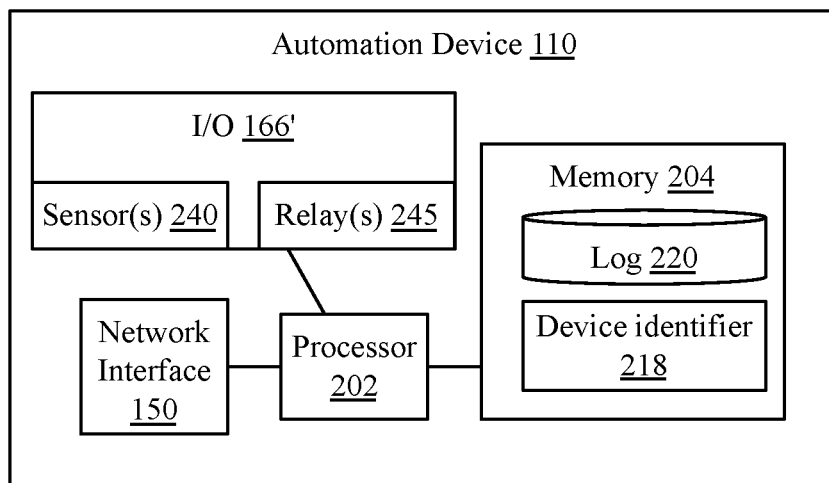 Automation Device 110
I/O 166'
Sensor(s) 240
Relay(s) 245
Memory 204
Log 220
Device identifier
218
Network
Interface
150
Processor
202